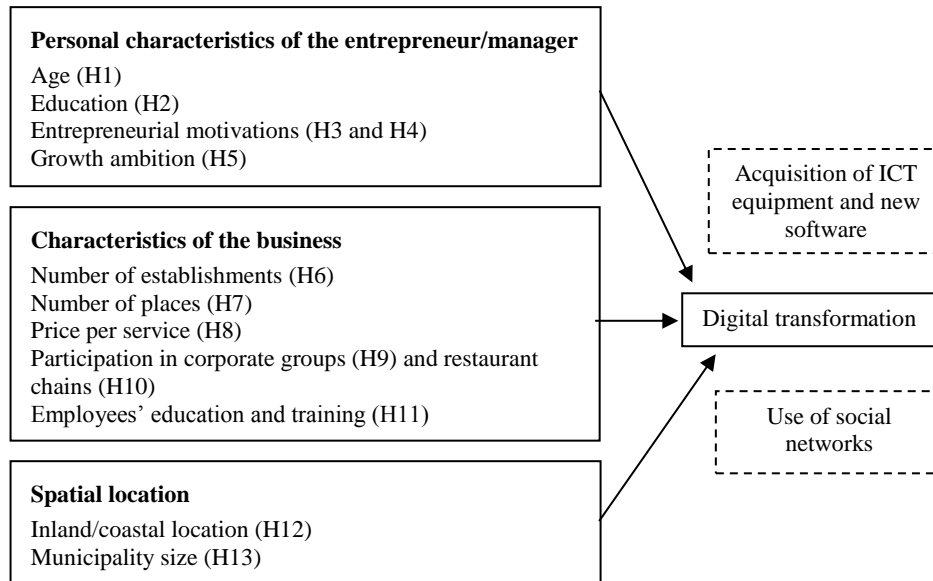 Personal characteristics of the entrepreneur/manager
Age (H1)
Education (H2)
Entrepreneurial motivations (H3 and H4)
Growth ambition (H5)
Acquisition of ICT
equipment and new
software
Characteristics of the business
Number of establishments (H6)
Number of places (H7)
Price per service (H8)
Participation in corporate groups (H9) and restaurant
chains (H10)
Employees’ education and training (H11)
Digital transformation
Use of social
networks
Spatial location
Inland/coastal location (H12)
Municipality size (H13)